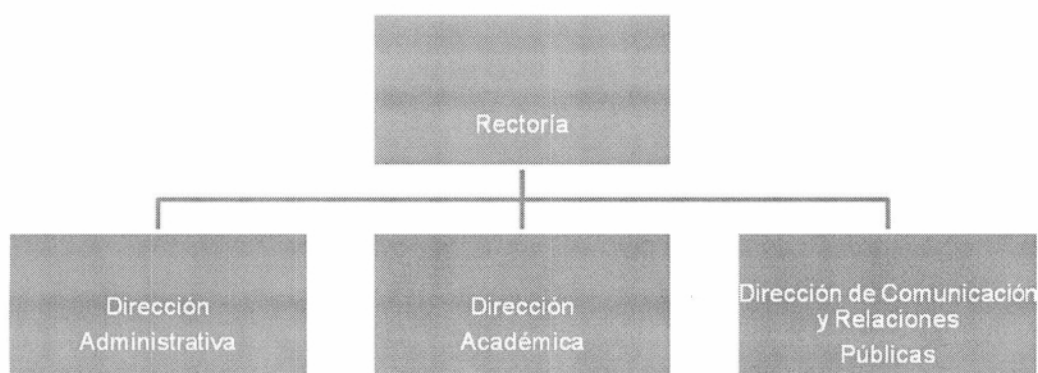 Rectoría
Dirección
Administrativa
Dirección
Académica
Dirección de Comunicación
y Relaciones
Públicas